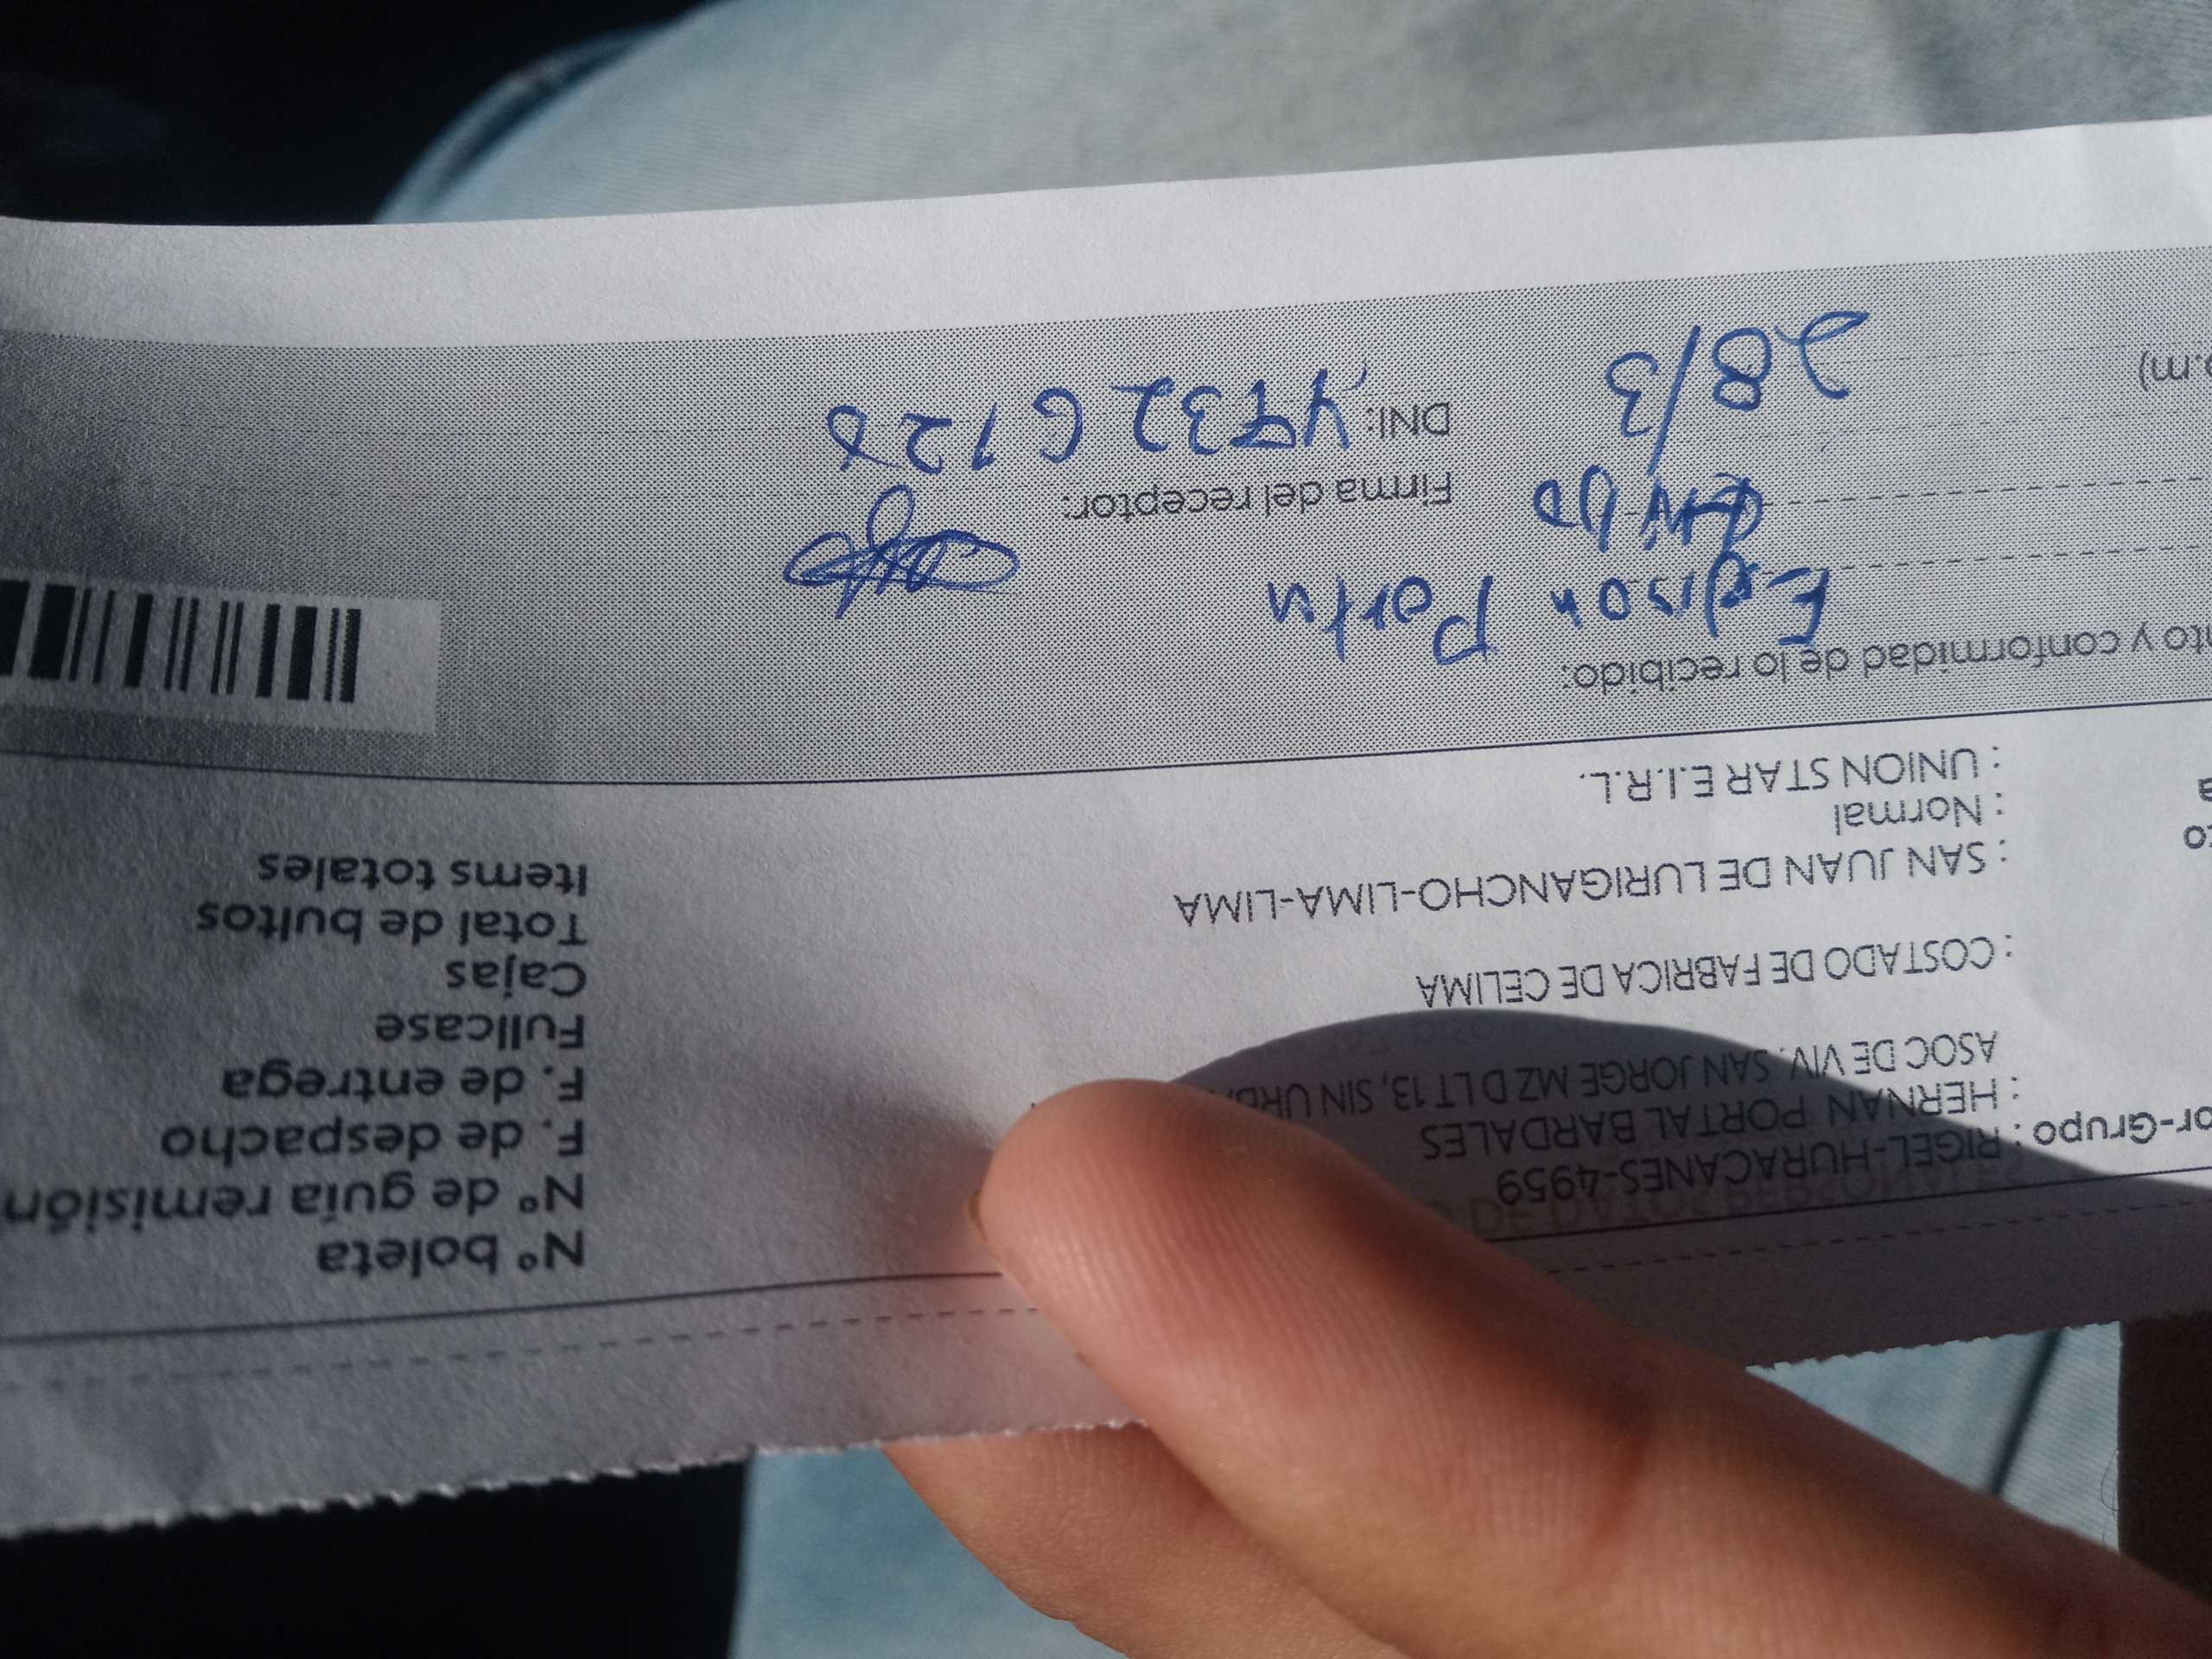 Nº boleta
Nº de guía remisión
F. de despacho
F. de entrega
Fullcase
Cajas
Total de bultos
Items totales
or-Grupo : RIGEL-HURACANES-4959
: HERNAN PORTAL BARDALES
ASOC DE VIV. SAN JORGE MZ D LT 13, SIN URB
: COSTADO DE FABRICA DE CELIMA
: SAN JUAN DE LURIGANCHO-LIMA-LIMA
: Normal
: UNION STAR E.I.R.L.
ito y conformidad de lo recibido:
Edison
Firma del receptor:
28/3
DNI:
p.m)